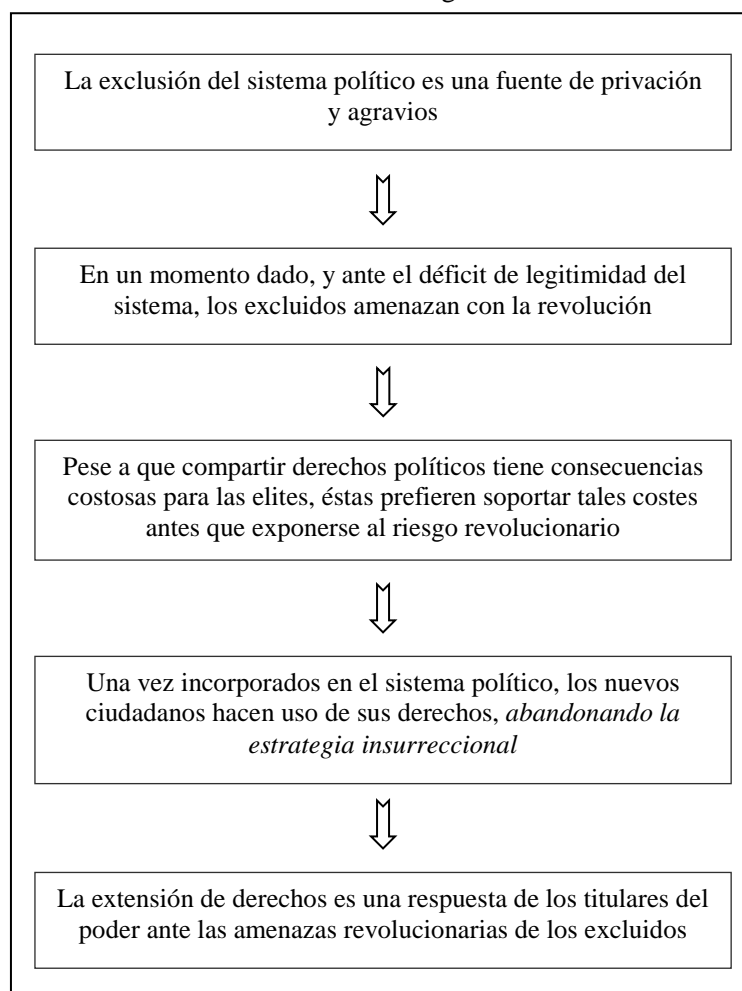 La exclusión del sistema político es una fuente de privación
y agravios
En un momento dado, y ante el déficit de legitimidad del
sistema, los excluidos amenazan con la revolución
Pese a que compartir derechos políticos tiene consecuencias
costosas para las elites, éstas prefieren soportar tales costes
antes que exponerse al riesgo revolucionario
Una vez incorporados en el sistema político, los nuevos
ciudadanos hacen uso de sus derechos, abandonando la
estrategia insurreccional
La extensión de derechos es una respuesta de los titulares del
poder ante las amenazas revolucionarias de los excluidos